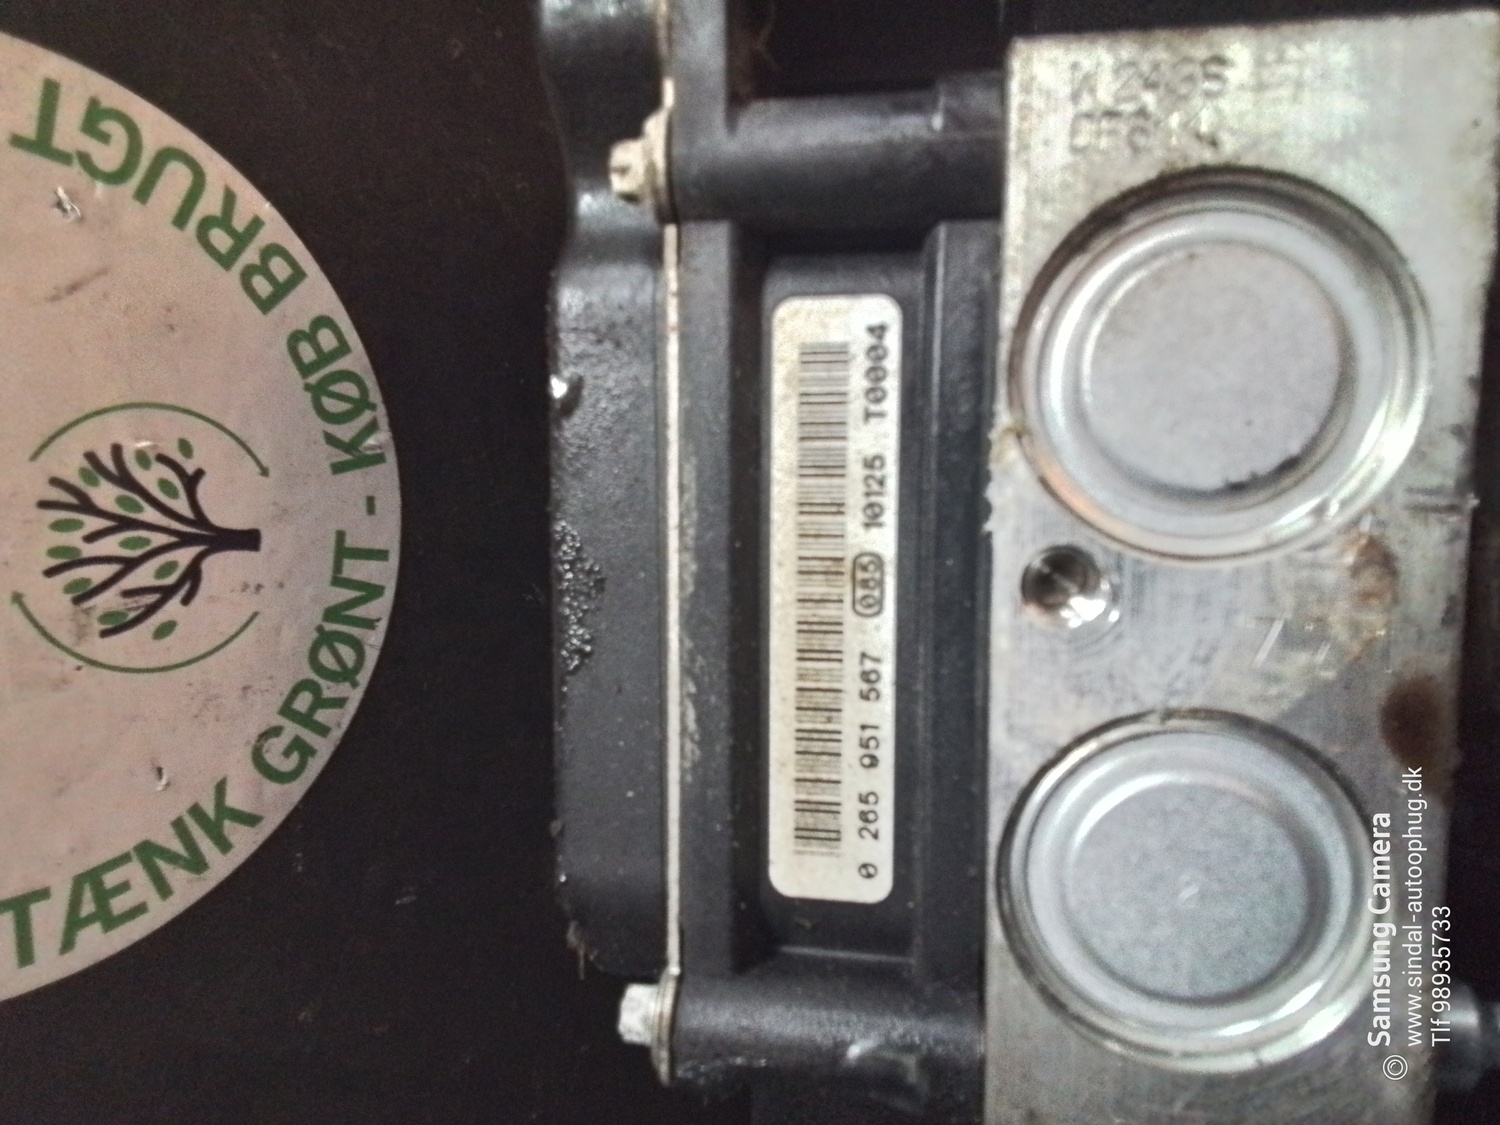 TÆNK GRØNT - KØB BRUGT
0 265 951 567 085 10125 T0004
© Samsung Camera
www.sindal-autoophug.dk
Tlf 98935733